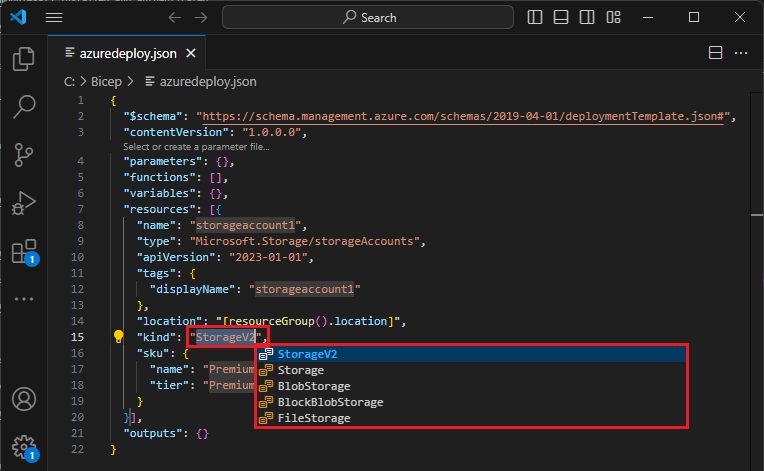 Search
azuredeploy.json
C: > Bicep > azuredeploy.json
1 {
2 "$schema": "https://schema.management.azure.com/schemas/2019-04-01/deploymentTemplate.json#",
3 "contentVersion": "1.0.0.0",
Select or create a parameter file...
4 "parameters": {},
5 "functions": [],
6 "variables": {},
7 "resources": [{
8 "name": "storageaccount1",
9 "type": "Microsoft.Storage/storageAccounts",
10 "apiVersion": "2023-01-01",
11 "tags": {
12 "displayName": "storageaccount1"
13 },
14 "location": "[resourceGroup().location]",
15 "kind": "StorageV2",
16 "sku": {
17 "name": "Premium
18 "tier": "Premium
19 }
20 }],
21 "outputs": {}
22 }
StorageV2
Storage
BlobStorage
BlockBlobStorage
FileStorage
1
1